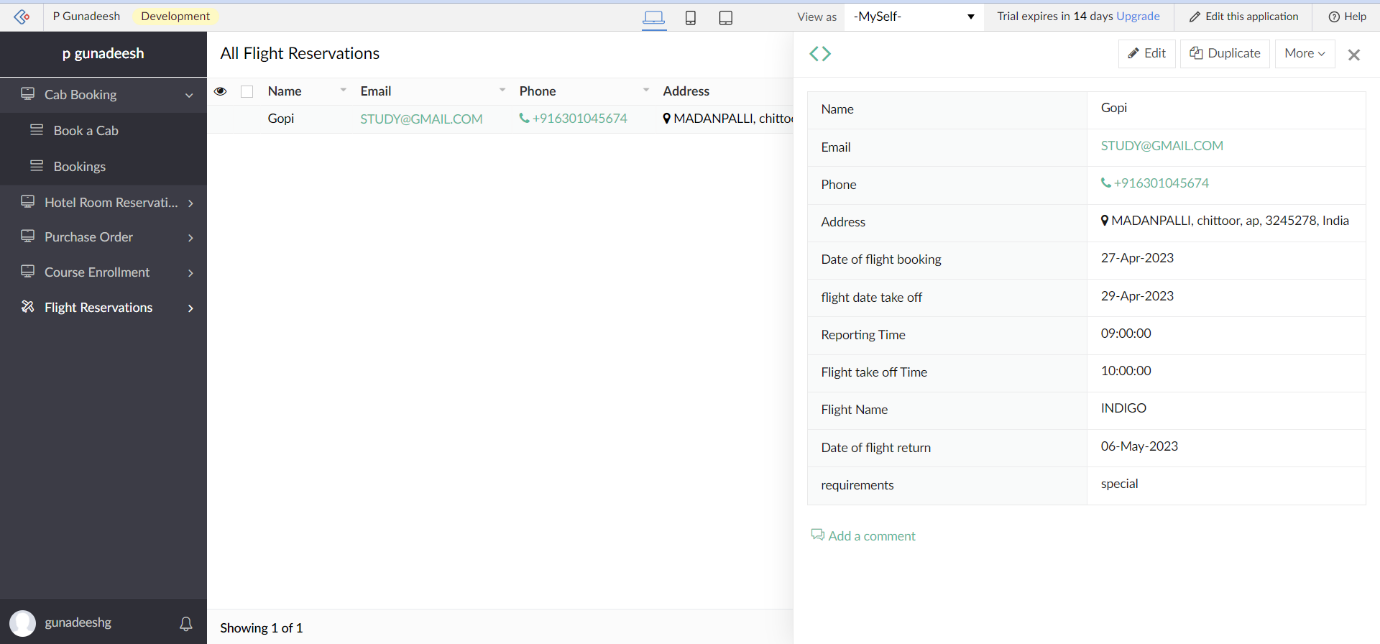 P Gunadeesh Development View as -MySelf- Trial expires in 14 days Upgrade Edit this application Help
p gunadeesh
Cab Booking
Book a Cab
Bookings
Hotel Room Reservati...
Purchase Order
Course Enrollment
Flight Reservations
gunadeeshg
All Flight Reservations
Name Email Phone Address
Gopi STUDY@GMAIL.COM +916301045674 MADANPALLI, chittoo
Showing 1 of 1
Edit Duplicate More
Name Gopi
Email STUDY@GMAIL.COM
Phone +916301045674
Address MADANPALLI, chittoor, ap, 3245278, India
Date of flight booking 27-Apr-2023
flight date take off 29-Apr-2023
Reporting Time 09:00:00
Flight take off Time 10:00:00
Flight Name INDIGO
Date of flight return 06-May-2023
requirements special
Add a comment